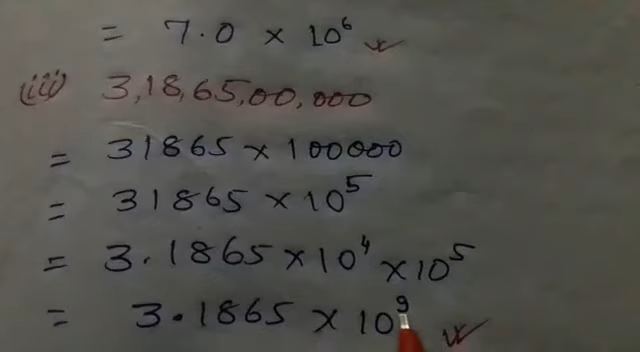 = 7.0 × 10⁶
(iii) 3,18,65,00,000
= 31865 × 100000
= 31865 × 10⁵
= 3.1865 × 10⁴ × 10⁵
= 3.1865 × 10⁹